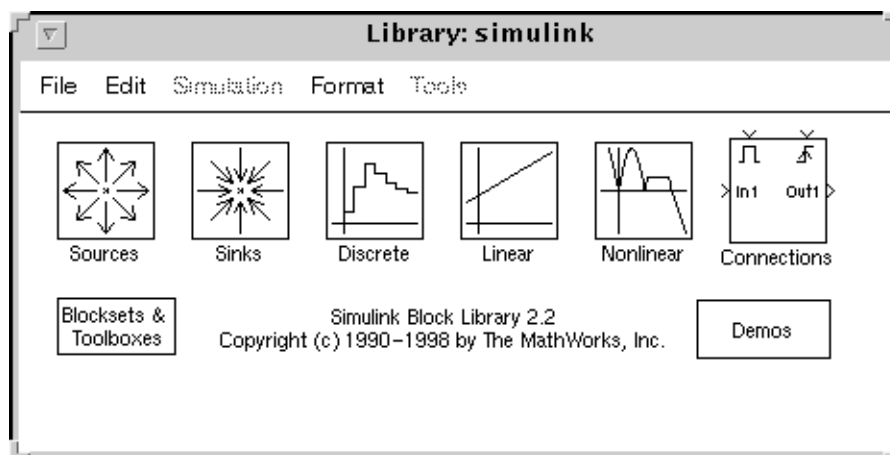 Library: simulink
File Edit Simulation Format Tools
In1 Out1
Sources Sinks Discrete Linear Nonlinear Connections
Blocksets &
Toolboxes
Simulink Block Library 2.2
Copyright (c) 1990-1998 by The MathWorks, Inc.
Demos